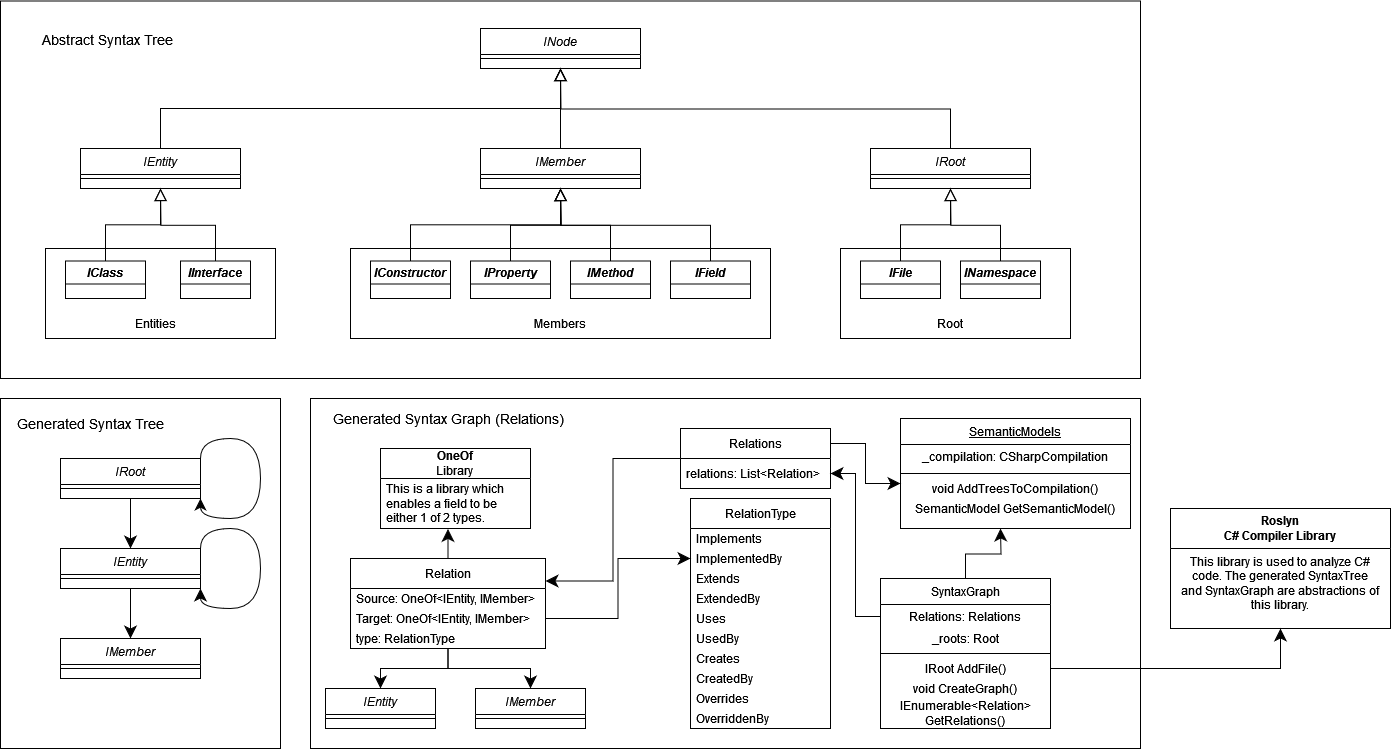 Abstract Syntax Tree
INode
IEntity
IMember
IRoot
IClass
IInterface
IConstructor
IProperty
IMethod
IField
IFile
INamespace
Entities
Members
Root
Generated Syntax Tree
IRoot
IEntity
IMember
Generated Syntax Graph (Relations)
OneOf
Library
This is a library which
enables a field to be
either 1 of 2 types.
Relation
Source: OneOf<IEntity, IMember>
Target: OneOf<IEntity, IMember>
type: RelationType
IEntity
IMember
Relations
relations: List<Relation>
RelationType
Implements
ImplementedBy
Extends
ExtendedBy
Uses
UsedBy
Creates
CreatedBy
Overrides
OverriddenBy
SemanticModels
_compilation: CSharpCompilation
void AddTreesToCompilation()
SemanticModel GetSemanticModel()
SyntaxGraph
Relations: Relations
_roots: Root
IRoot AddFile()
void CreateGraph()
IEnumerable<Relation>
GetRelations()
Roslyn
C# Compiler Library
This library is used to analyze C#
code. The generated SyntaxTree
and SyntaxGraph are abstractions of
this library.